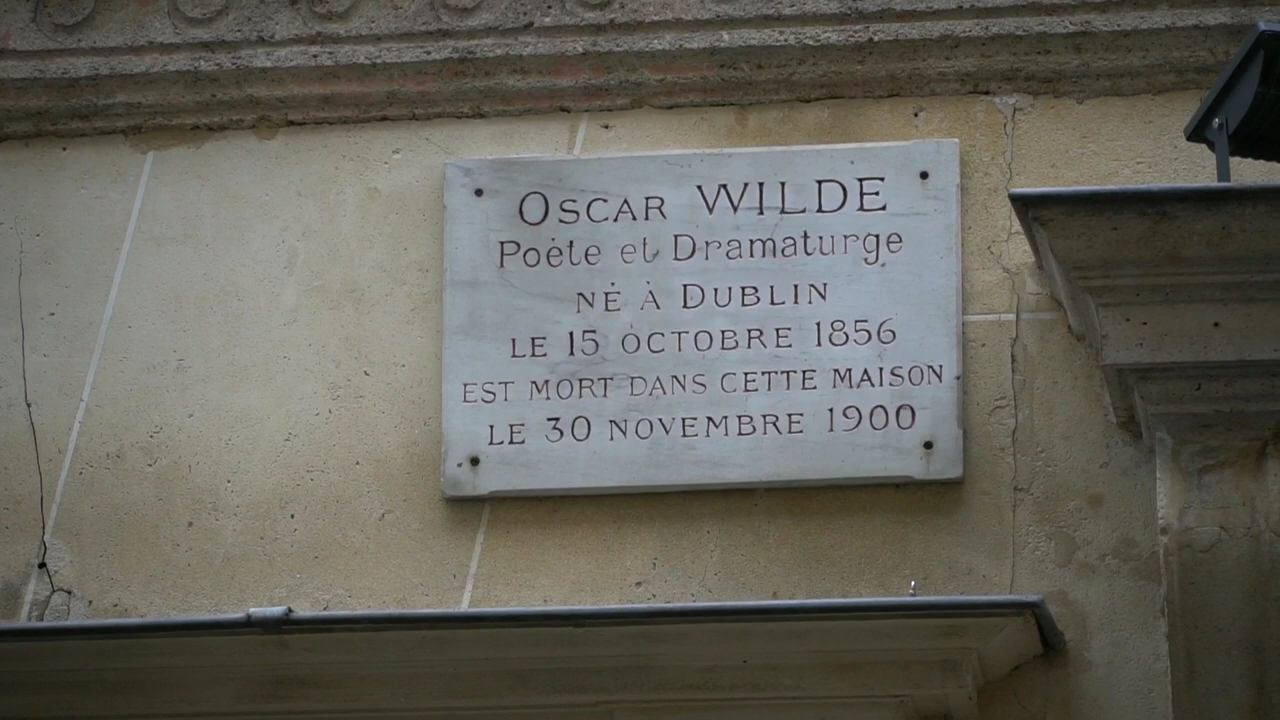 OSCAR WILDE
Poète et Dramaturge
NÉ À DUBLIN
LE 15 OCTOBRE 1856
EST MORT DANS CETTE MAISON
LE 30 NOVEMBRE 1900